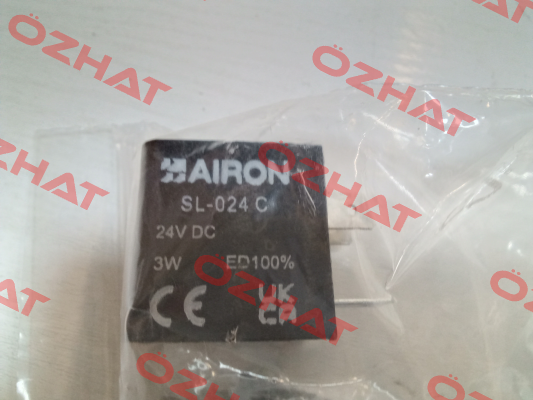 ÖZHAT
AIRON
SL-024 C
24V DC
3W ED100%
CE UK
CA
ÖZHAT
ÖZHAT
ÖZHAT
ÖZHAT
ÖZHAT
ÖZHAT
ÖZHAT